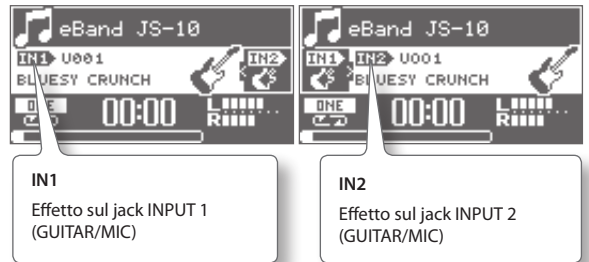 eBand JS-10
IN1 U001 IN2
BLUESY CRUNCH
ONE 00:00 L
R
IN1
Effetto sul jack INPUT 1
(GUITAR/MIC)
eBand JS-10
IN1 IN2 U001
BLUESY CRUNCH
ONE 00:00 L
R
IN2
Effetto sul jack INPUT 2
(GUITAR/MIC)